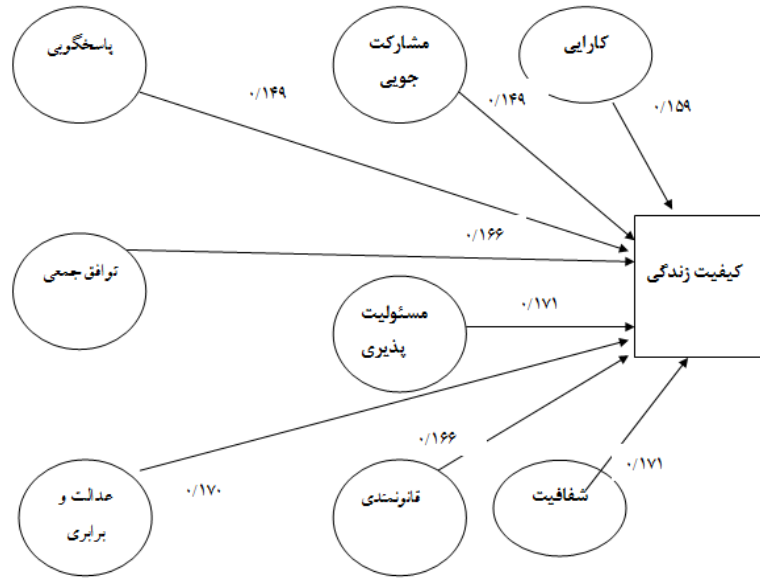 کارایی
مشارکت
جویی
پاسخگویی
۰/۱۴۹
۰/۱۴۹
۰/۱۵۹
توافق جمعی
۰/۱۶۶
کیفیت زندگی
مسئولیت
پذیری
۰/۱۷۱
عدالت و
برابری
۰/۱۷۰
قانونمندی
۰/۱۶۶
شفافیت
۰/۱۷۱